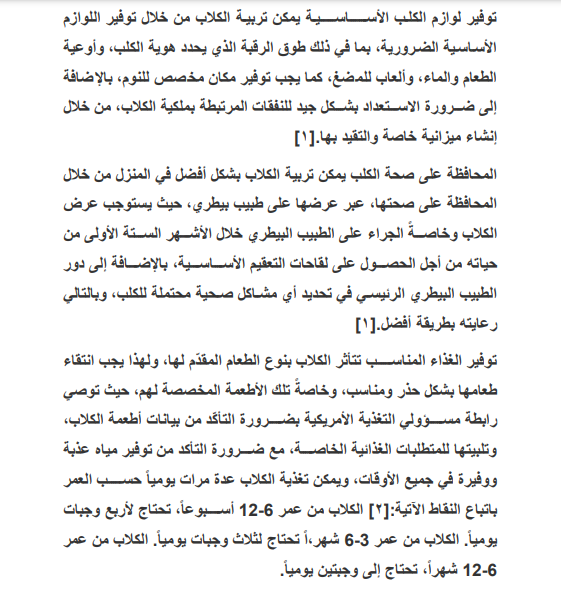 توفير لوازم الكلب الأساسية يمكن تربية الكلاب من خلال توفير اللوازم
الأساسية الضرورية، بما في ذلك طوق الرقبة الذي يحدد هوية الكلب، وأوعية
الطعام والماء، وألعاب للمضغ، كما يجب توفير مكان مخصص للنوم، بالإضافة
إلى ضرورة الاستعداد بشكل جيد للنفقات المرتبطة بملكية الكلاب، من خلال
إنشاء ميزانية خاصة والتقيد بها.[١]
المحافظة على صحة الكلب يمكن تربية الكلاب بشكل أفضل في المنزل من خلال
المحافظة على صحتها، عبر عرضها على طبيب بيطري، حيث يستوجب عرض
الكلاب وخاصةً الجراء على الطبيب البيطري خلال الأشهر الستة الأولى من
حياته من أجل الحصول على لقاحات التعقيم الأساسية، بالإضافة إلى دور
الطبيب البيطري الرئيسي في تحديد أي مشاكل صحية محتملة للكلب، وبالتالي
رعايته بطريقة أفضل.[١]
توفير الغذاء المناسب تتأثر الكلاب بنوع الطعام المقدّم لها، ولهذا يجب انتقاء
طعامها بشكل حذر ومناسب، وخاصةً تلك الأطعمة المخصصة لهم، حيث توصي
رابطة مسؤولي التغذية الأمريكية بضرورة التأكّد من بيانات أطعمة الكلاب،
وتلبيتها للمتطلبات الغذائية الخاصة، مع ضرورة التأكد من توفير مياه عذبة
ووفيرة في جميع الأوقات، ويمكن تغذية الكلاب عدة مرات يومياً حسب العمر
باتباع النقاط الآتية:[٢] الكلاب من عمر 6-12 أسبوعاً، تحتاج لأربع وجبات
يومياً. الكلاب من عمر 3-6 شهر،اً تحتاج لثلاث وجبات يومياً. الكلاب من عمر
6-12 شهراً، تحتاج إلى وجبتين يومياً.